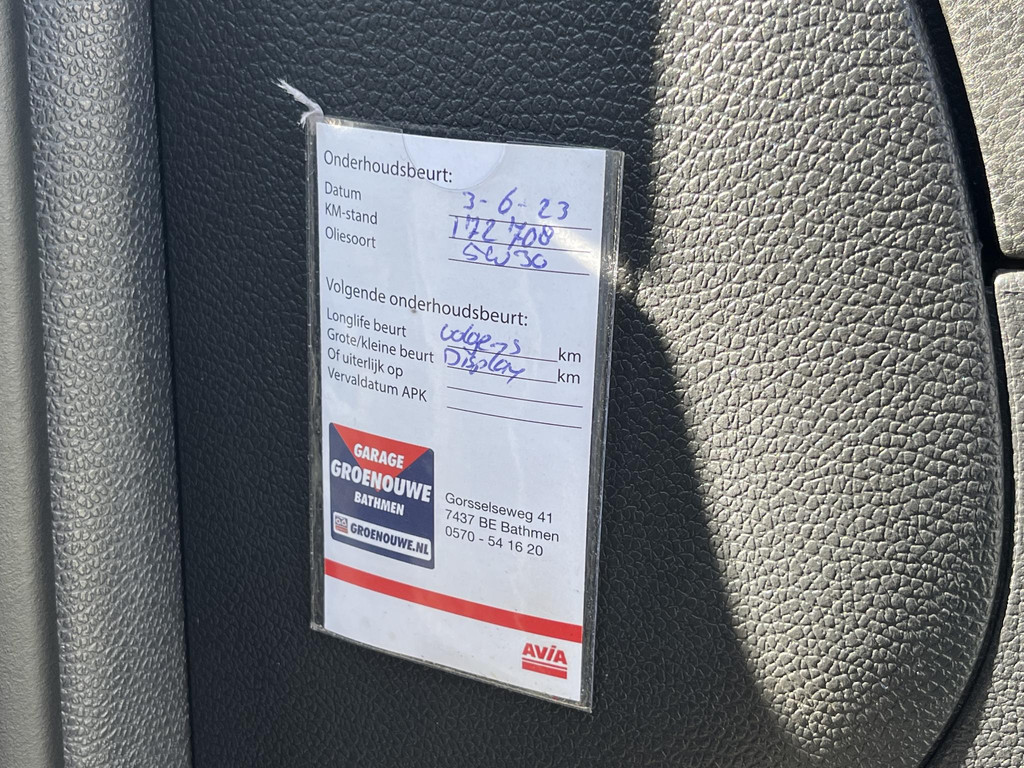 Onderhoudsbeurt:
Datum 3-6-23
KM-stand 172 708
Oliesoort 5W30
Volgende onderhoudsbeurt:
Longlife beurt volgens km
Grote/kleine beurt Display km
Of uiterlijk op
Vervaldatum APK
GARAGE
GROENOUWE
BATHMEN
GROENOUWE.NL
Gorsselseweg 41
7437 BE Bathmen
0570 - 54 16 20
AVIA